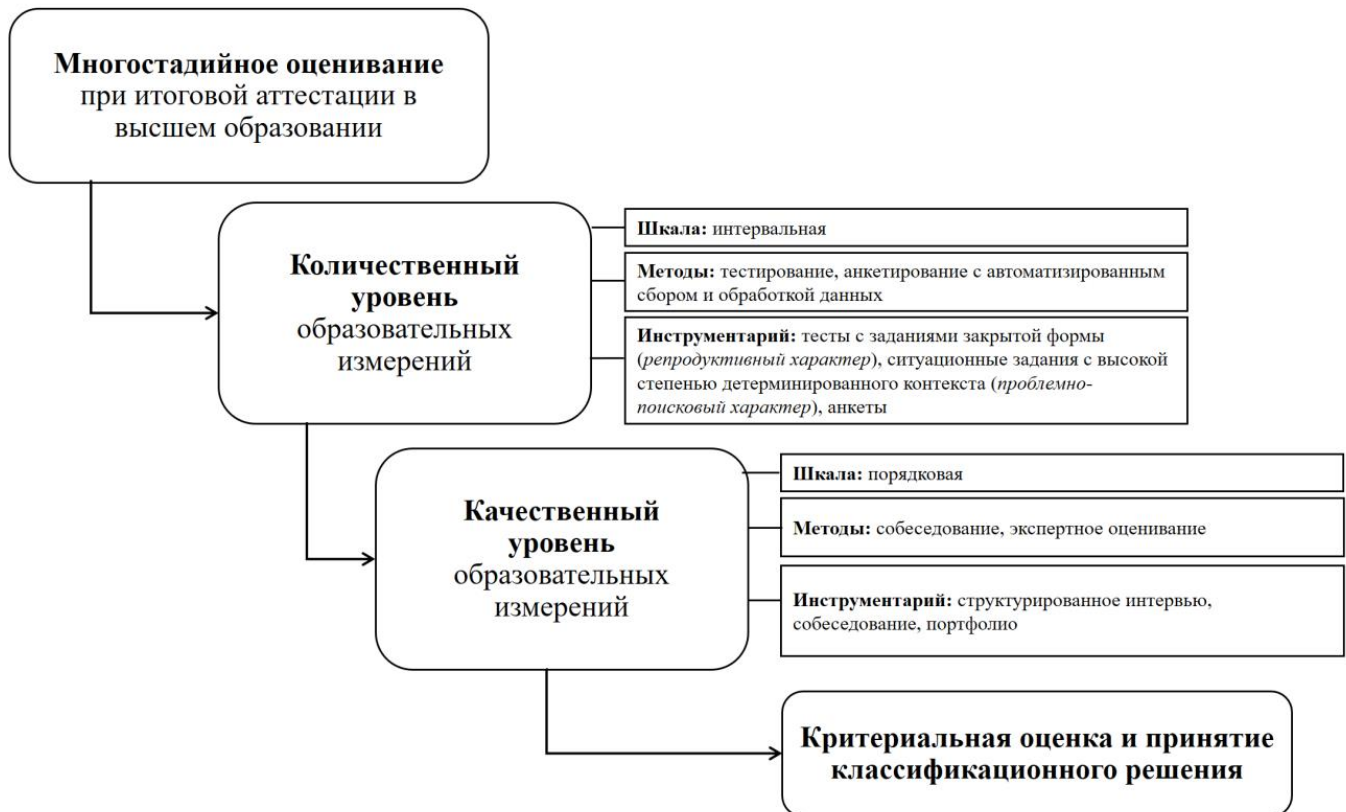 Многостадийное оценивание
при итоговой аттестации в
высшем образовании
Количественный
уровень
образовательных
измерений
Шкала: интервальная
Методы: тестирование, анкетирование с автоматизированным
сбором и обработкой данных
Инструментарий: тесты с заданиями закрытой формы
(репродуктивный характер), ситуационные задания с высокой
степенью детерминированного контекста (проблемно-
поисковый характер), анкеты
Качественный
уровень
образовательных
измерений
Шкала: порядковая
Методы: собеседование, экспертное оценивание
Инструментарий: структурированное интервью,
собеседование, портфолио
Критериальная оценка и принятие
классификационного решения